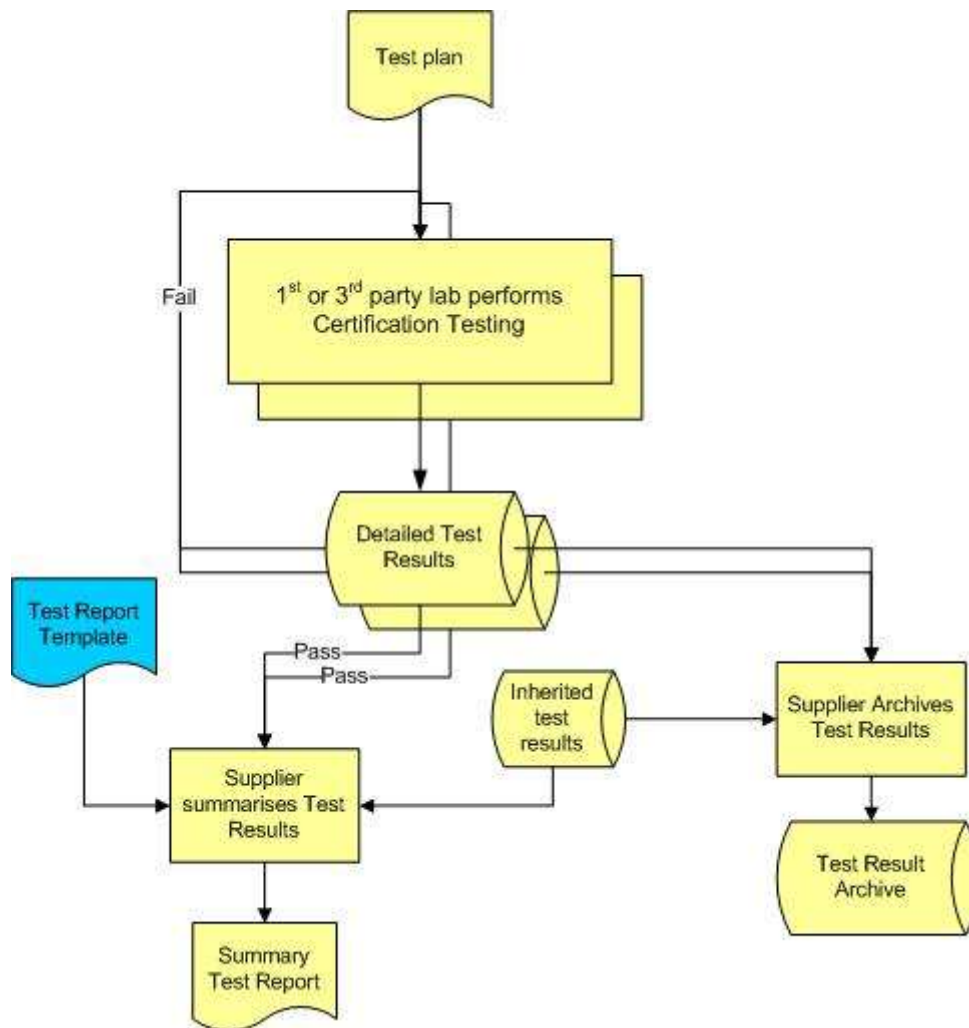 Test plan
Fail
1st or 3rd party lab performs
Certification Testing
Detailed Test
Results
Test Report
Template
Pass
Pass
Inherited
test
results
Supplier Archives
Test Results
Supplier
summarises Test
Results
Test Result
Archive
Summary
Test Report